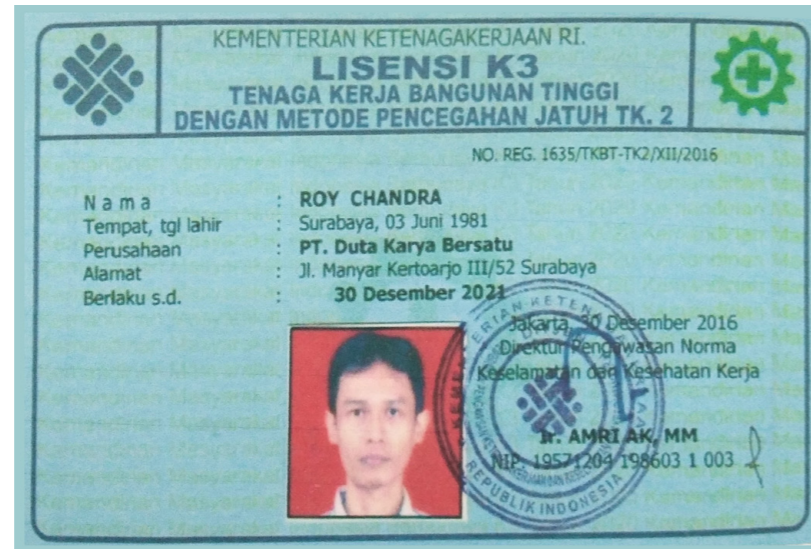 KEMENTERIAN KETENAGAKERJAAN RI.
LISENSI K3
TENAGA KERJA BANGUNAN TINGGI
DENGAN METODE PENCEGAHAN JATUH TK. 2
NO. REG. 1635/TKBT-TK2/XII/2016
Nama : ROY CHANDRA
Tempat, tgl lahir : Surabaya, 03 Juni 1981
Perusahaan : PT. Duta Karya Bersatu
Alamat : Jl. Manyar Kertoarjo III/52 Surabaya
Berlaku s.d. : 30 Desember 2021
Jakarta, 30 Desember 2016
Direktur Pengawasan Norma
Keselamatan dan Kesehatan Kerja
Ir. AMRI AK, MM
NIP. 19571204 198603 1 003
KEMENTERIAN KETENAGAKERJAAN
REPUBLIK INDONESIA